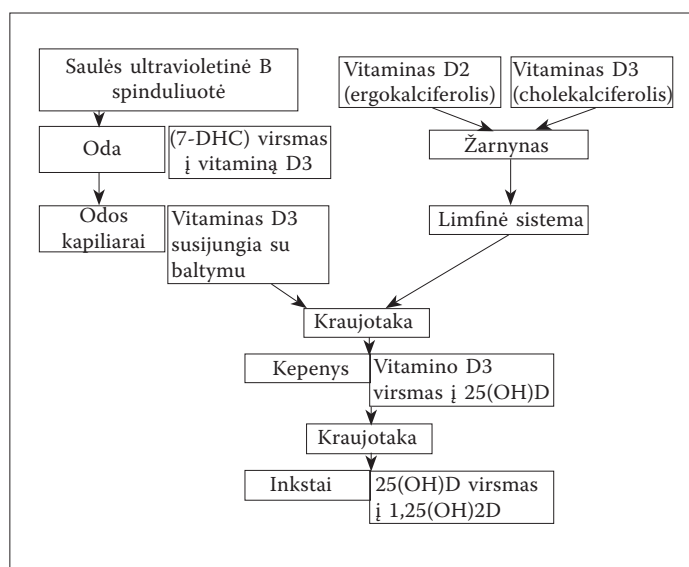 Saulės ultravioletinė B
spinduliuotė
Oda
(7-DHC) virsmas
į vitaminą D3
Odos
kapiliarai
Vitaminas D3
susijungia su
baltymu
Vitaminas D2
(ergokalciferolis)
Vitaminas D3
(cholekalciferolis)
Žarnynas
Limfinė sistema
Kraujotaka
Kepenys
Vitamino D3
virsmas į 25(OH)D
Kraujotaka
Inkstai
25(OH)D virsmas
į 1,25(OH)2D